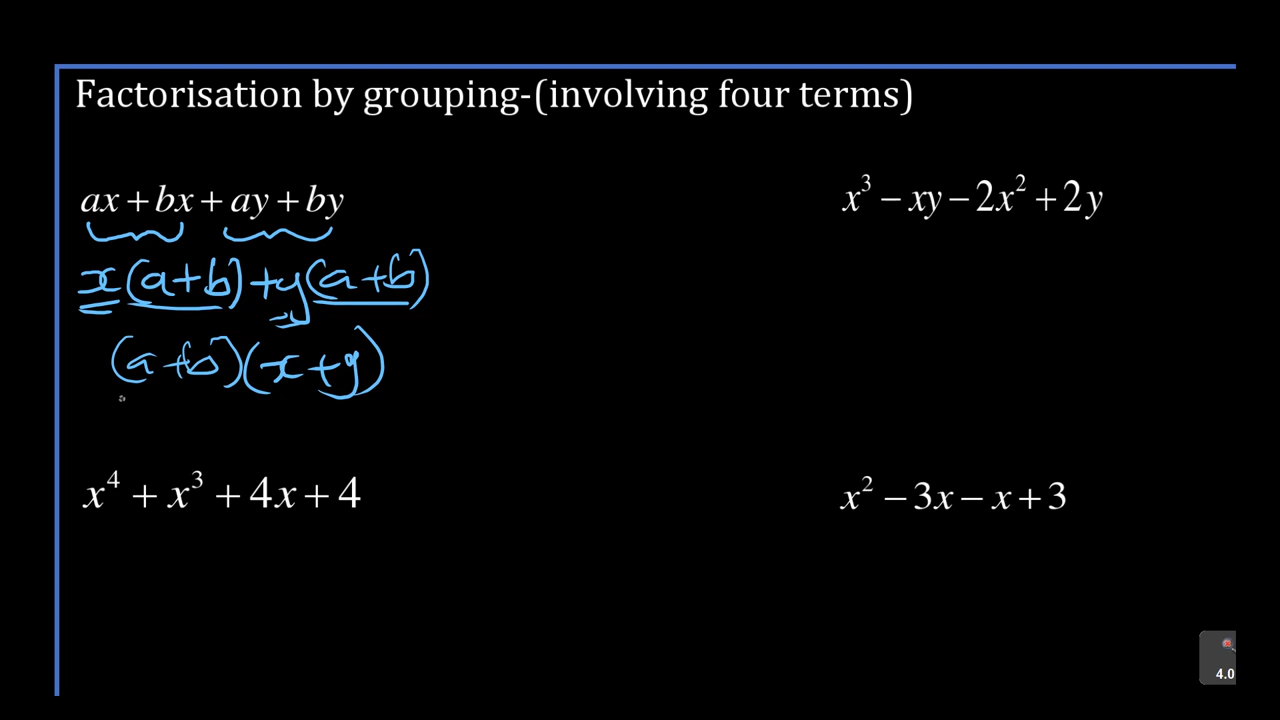 Factorisation by grouping-(involving four terms)
ax + bx + ay + by
x(a+b)+y(a+b)
(a+b)(x+y)
x⁴ + x³ + 4x + 4
x³ − xy − 2x² + 2y
x² − 3x − x + 3
4.0